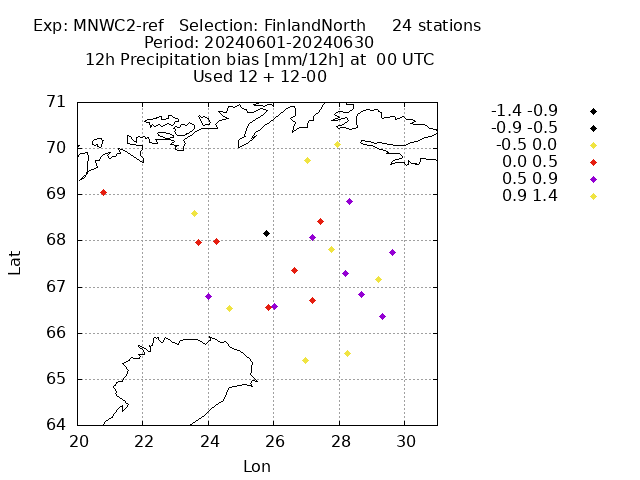 Exp: MNWC2-ref   Selection: FinlandNorth     24 stations
Period: 20240601-20240630
12h Precipitation bias [mm/12h] at  00 UTC
Used 12 + 12-00
71
70
69
68
67
66
65
64
20 22 24 26 28 30
Lat
Lon
-1.4 -0.9
-0.9 -0.5
-0.5 0.0
0.0 0.5
0.5 0.9
0.9 1.4